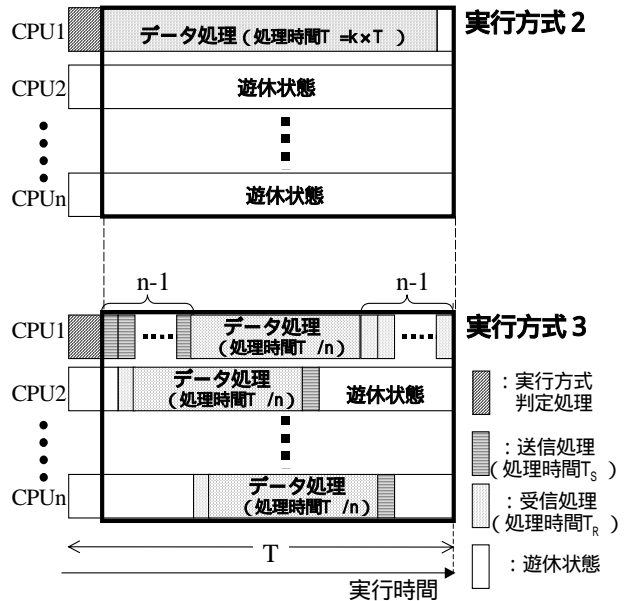 実行方式２
CPU1
データ処理（処理時間T =k×T ）
CPU2
遊休状態
CPUn
遊休状態
n-1
n-1
実行方式３
CPU1
データ処理
（処理時間T /n）
CPU2
データ処理
（処理時間T /n）
遊休状態
CPUn
データ処理
（処理時間T /n）
：実行方式
判定処理
：送信処理
（処理時間TS）
：受信処理
（処理時間TR）
：遊休状態
T
実行時間